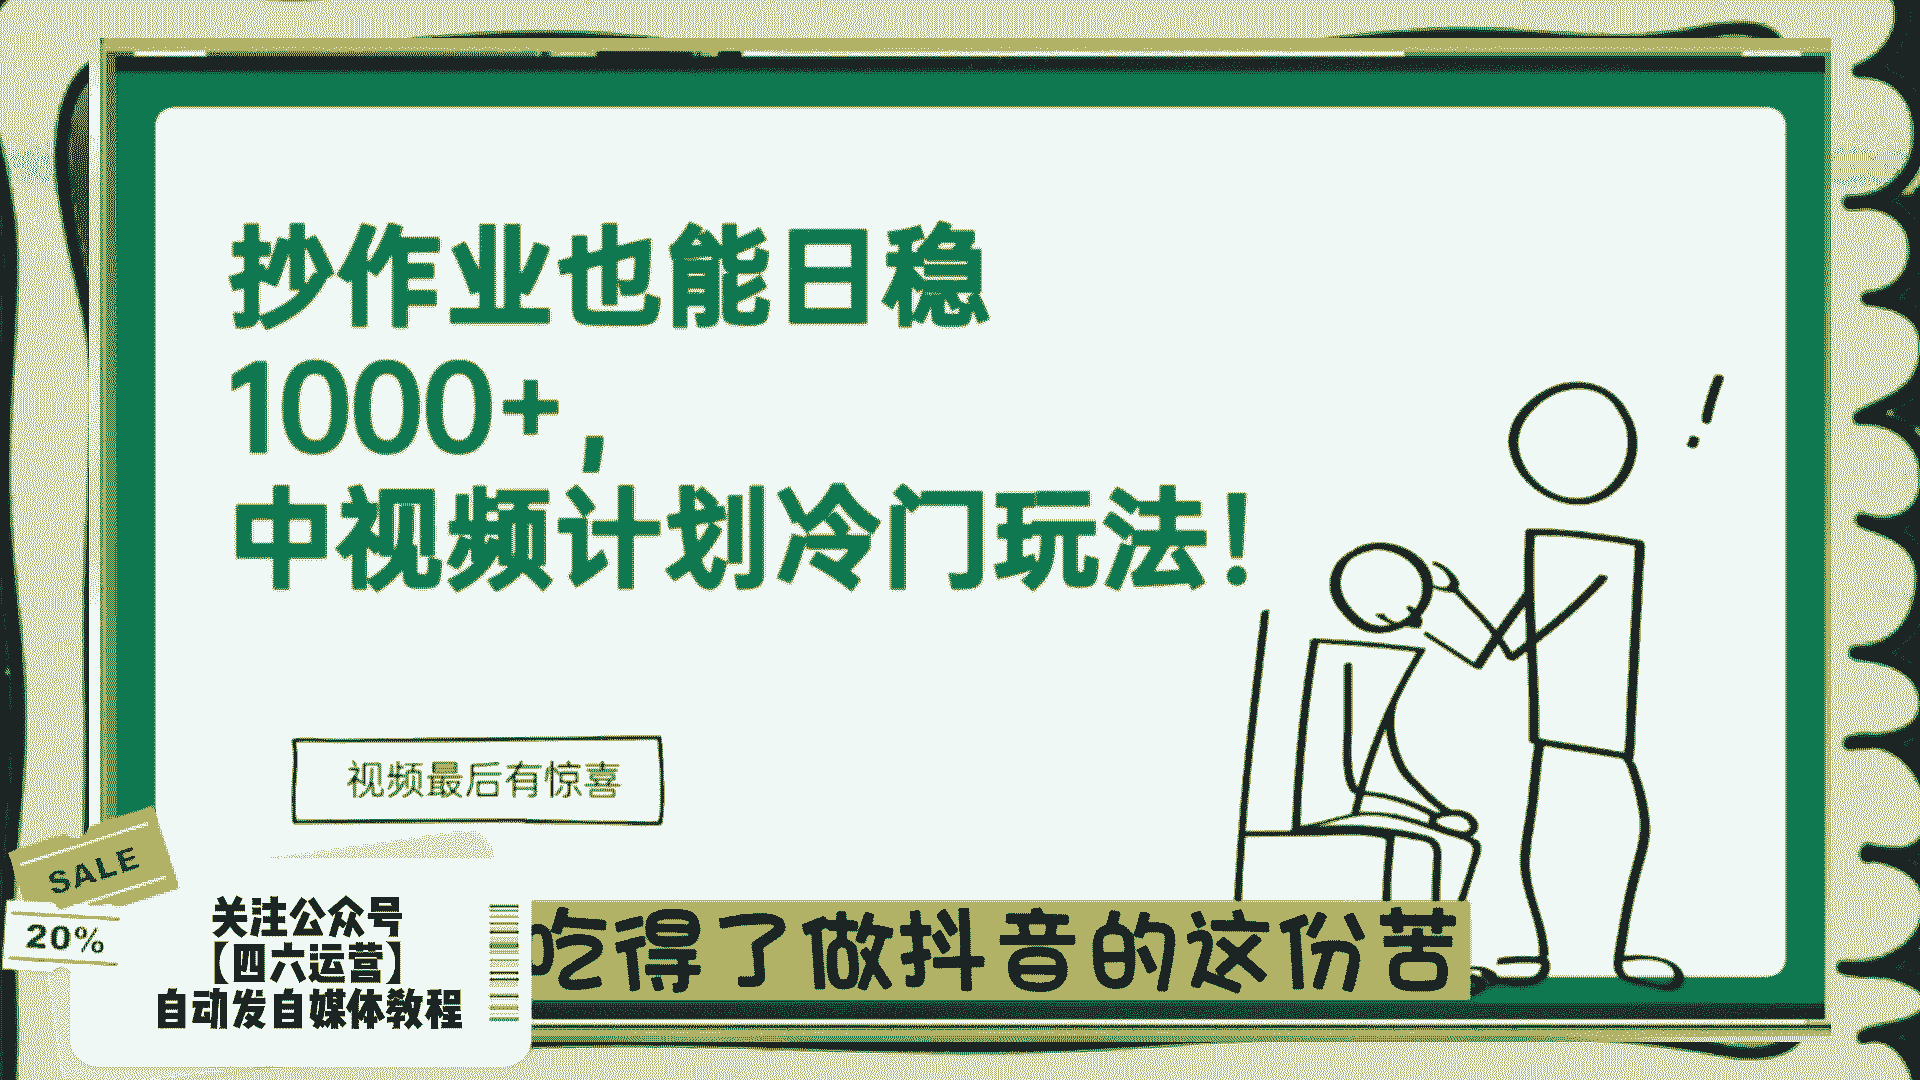 抄作业也能日稳
1000+，
中视频计划冷门玩法！
视频最后有惊喜
SALE
20%
关注公众号
【四六运营】
自动发自媒体教程
吃得了做抖音的这份苦